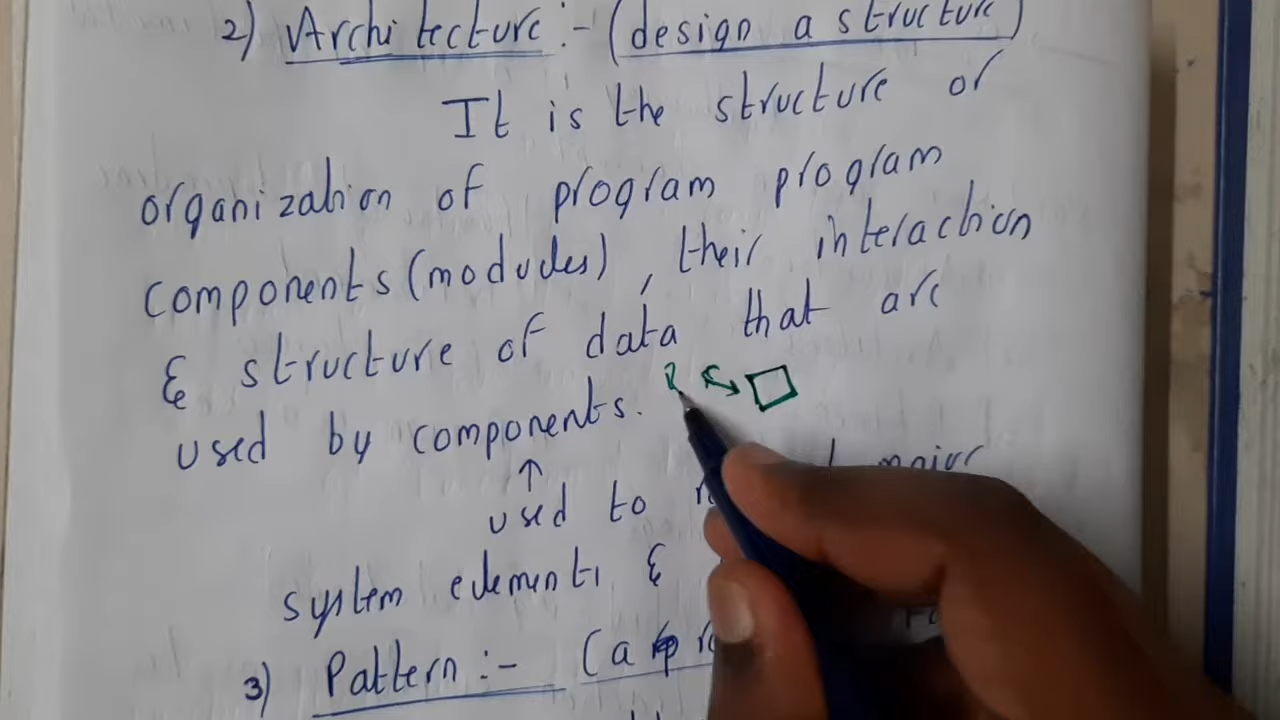 2) Architecture :- (design a structure)
It is the structure or
organization of program program
components (modules), their interaction
& structure of data that are
used by components.
↑
used to
major
system elements &
3) Pattern :- (a